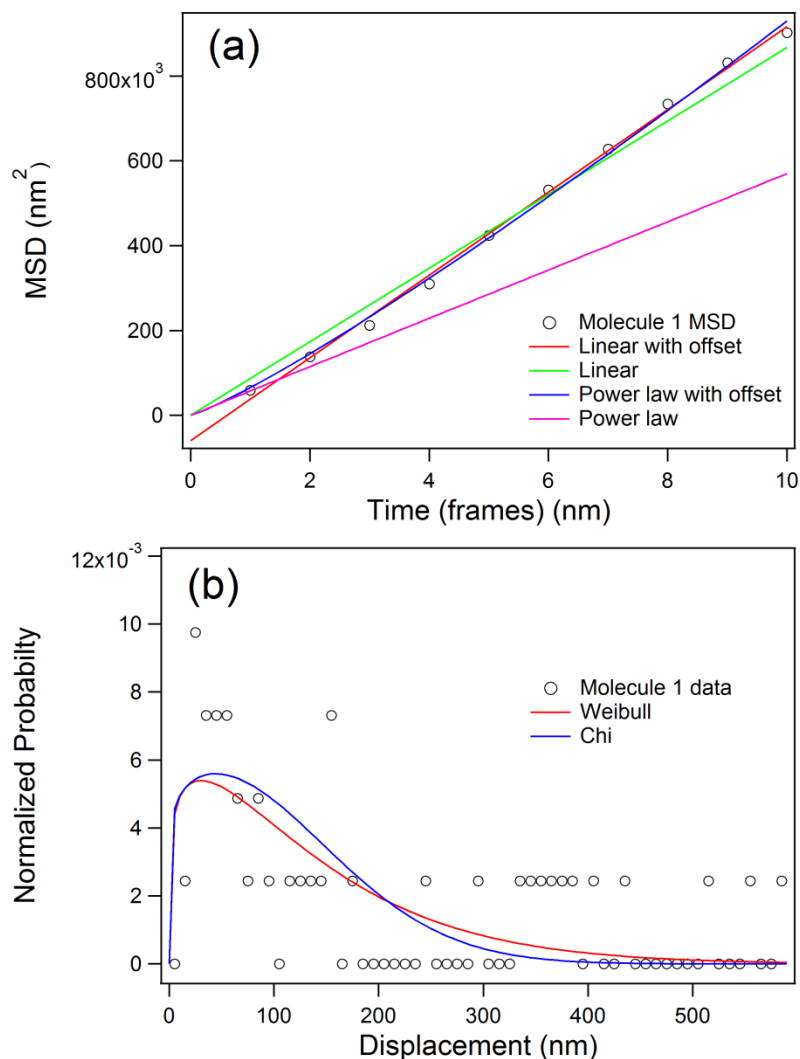 (a)
800x10³
600
400
200
0
MSD (nm²)
Molecule 1 MSD
Linear with offset
Linear
Power law with offset
Power law
0 2 4 6 8 10
Time (frames) (nm)
(b)
12x10⁻³
10
8
6
4
2
0
Normalized Probabilty
Molecule 1 data
Weibull
Chi
0 100 200 300 400 500
Displacement (nm)